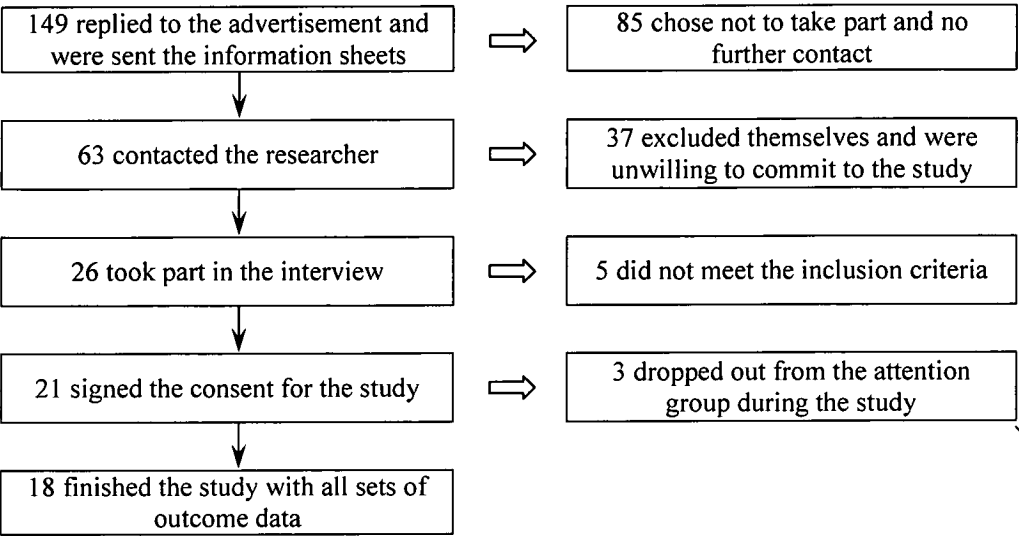 149 replied to the advertisement and
were sent the information sheets
85 chose not to take part and no
further contact
63 contacted the researcher
37 excluded themselves and were
unwilling to commit to the study
26 took part in the interview
5 did not meet the inclusion criteria
21 signed the consent for the study
3 dropped out from the attention
group during the study
18 finished the study with all sets of
outcome data